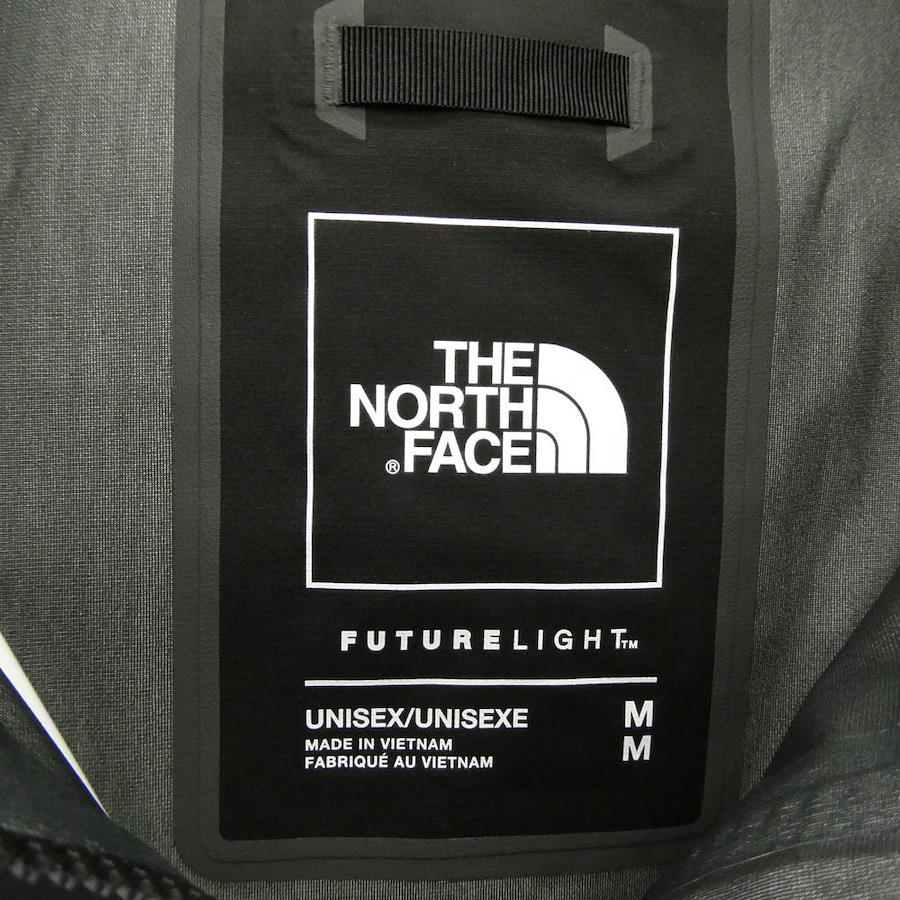 THE
NORTH
® FACE
FUTURELIGHT™
UNISEX/UNISEXE M
MADE IN VIETNAM M
FABRIQUÉ AU VIETNAM